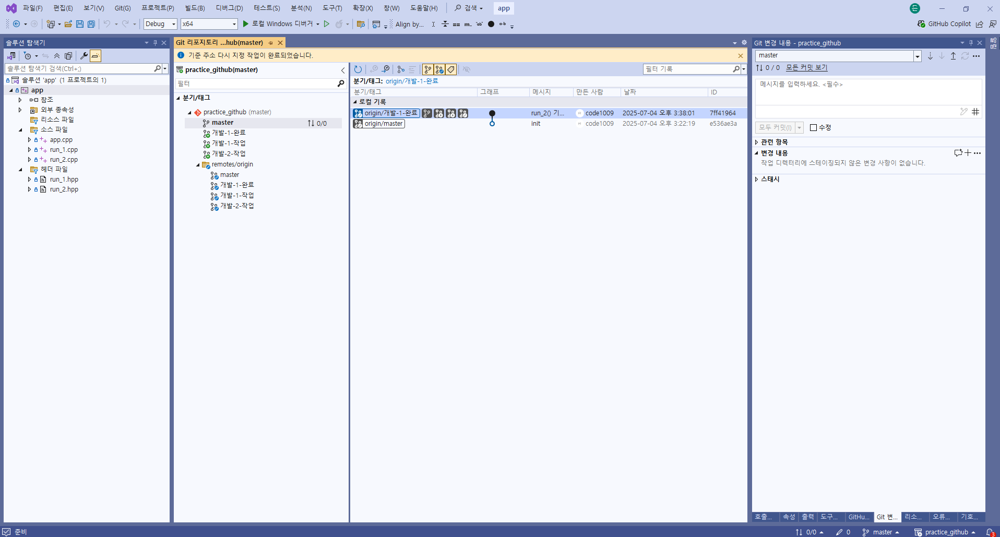 파일(F) 편집(E) 보기(V) Git(G) 프로젝트(P) 빌드(B) 디버그(D) 테스트(S) 분석(N) 도구(T) 확장(X) 창(W) 도움말(H) 검색 app
Debug x64 로컬 Windows 디버거 Align by... GitHub Copilot
솔루션 탐색기
솔루션 탐색기 검색(Ctrl+;)
솔루션 'app' (1 프로젝트의 1)
app
참조
외부 종속성
리소스 파일
소스 파일
app.cpp
run_1.cpp
run_2.cpp
헤더 파일
run_1.hpp
run_2.hpp
Git 리포지토리 ...hub(master)
기준 주소 다시 지정 작업이 완료되었습니다.
practice_github(master)
필터
분기/태그
practice_github (master)
master 0/0
개발-1-완료
개발-1-작업
개발-2-작업
remotes/origin
master
개발-1-완료
개발-1-작업
개발-2-작업
필터 기록
분기/태그: origin/개발-1-완료
분기/태그 그래프 메시지 만든 사람 날짜 ID
로컬 기록
origin/개발-1-완료 run_2() 기... code1009 2025-07-04 오후 3:38:01 7ff41964
origin/master init code1009 2025-07-04 오후 3:22:19 e536ae3a
Git 변경 내용 - practice_github
master
0 / 0 모든 커밋 보기
메시지를 입력하세요. <필수>
모두 커밋(I) 수정
관련 항목
변경 내용
작업 디렉터리에 스테이징되지 않은 변경 사항이 없습니다.
스태시
알림
호출... 속성 출력 도구... GitHu... Git 변... 리소... 오류... 기호...
준비 0/0 0 master practice_github 3